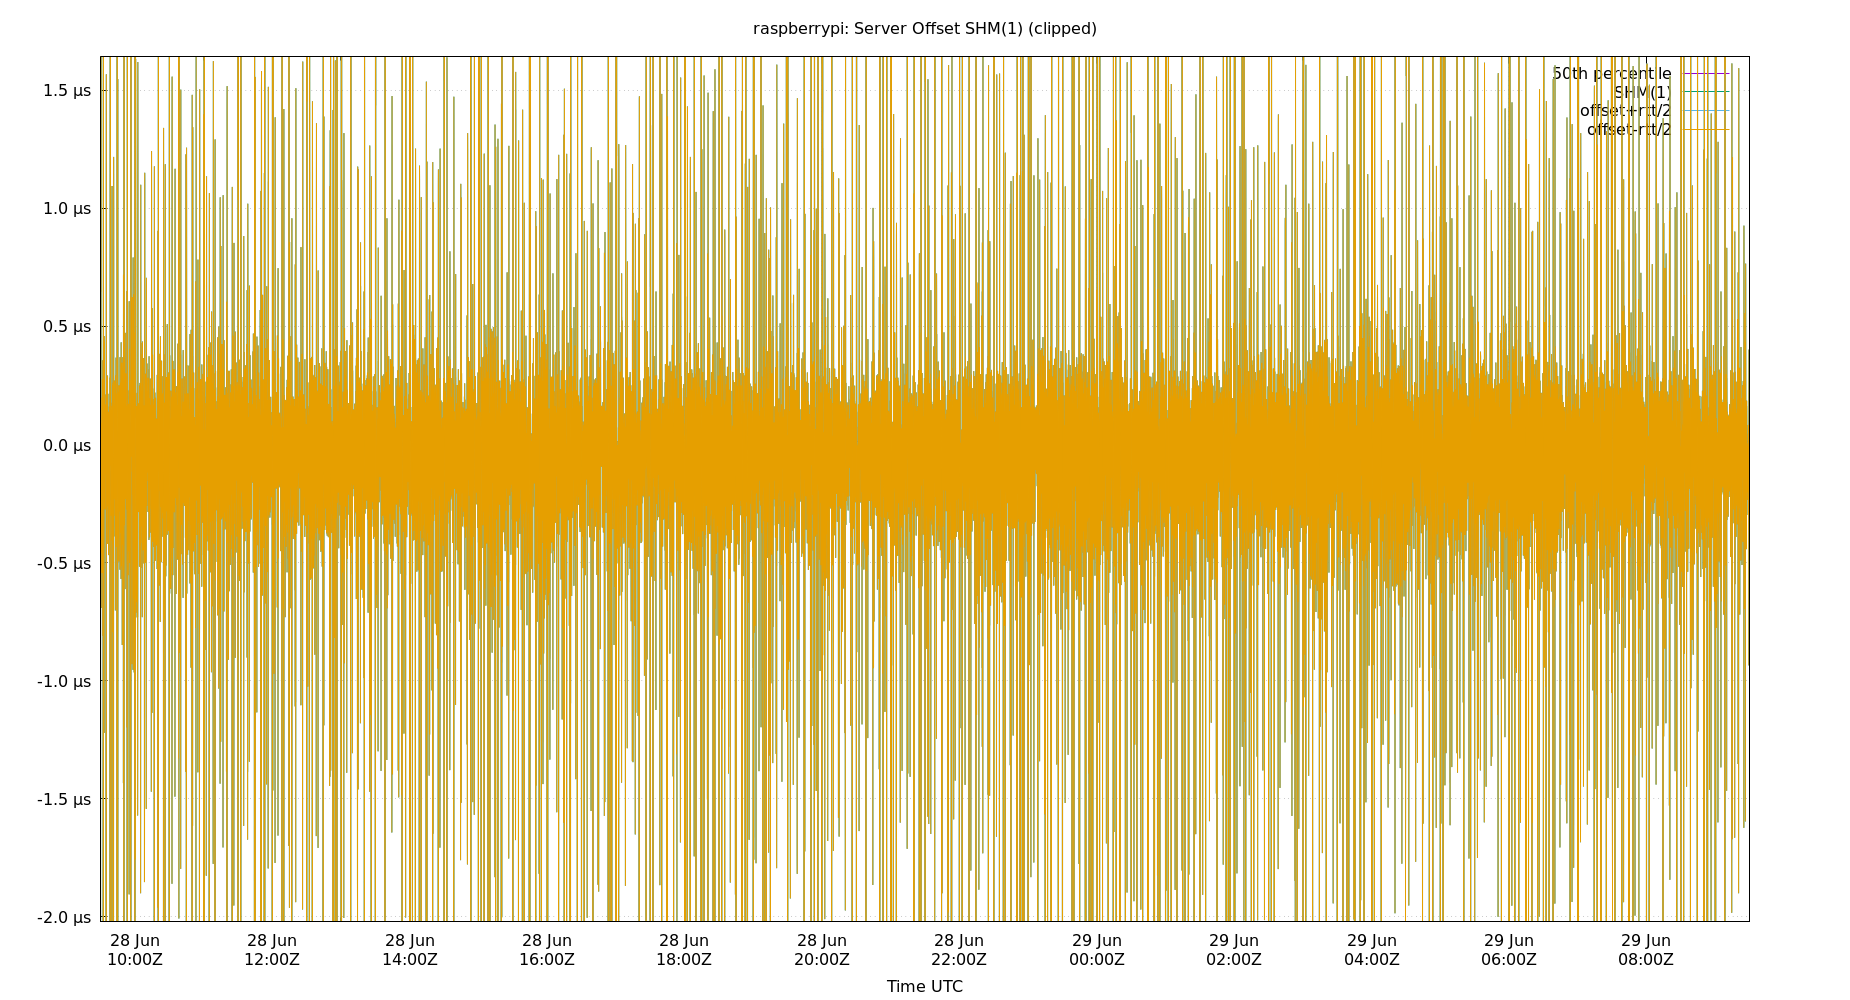 raspberrypi: Server Offset SHM(1) (clipped)
50th percentile
SHM(1)
offset+rtt/2
offset-rtt/2
1.5 µs
1.0 µs
0.5 µs
0.0 µs
-0.5 µs
-1.0 µs
-1.5 µs
-2.0 µs
28 Jun 28 Jun 28 Jun 28 Jun 28 Jun 28 Jun 28 Jun 29 Jun 29 Jun 29 Jun 29 Jun 29 Jun
10:00Z 12:00Z 14:00Z 16:00Z 18:00Z 20:00Z 22:00Z 00:00Z 02:00Z 04:00Z 06:00Z 08:00Z
Time UTC